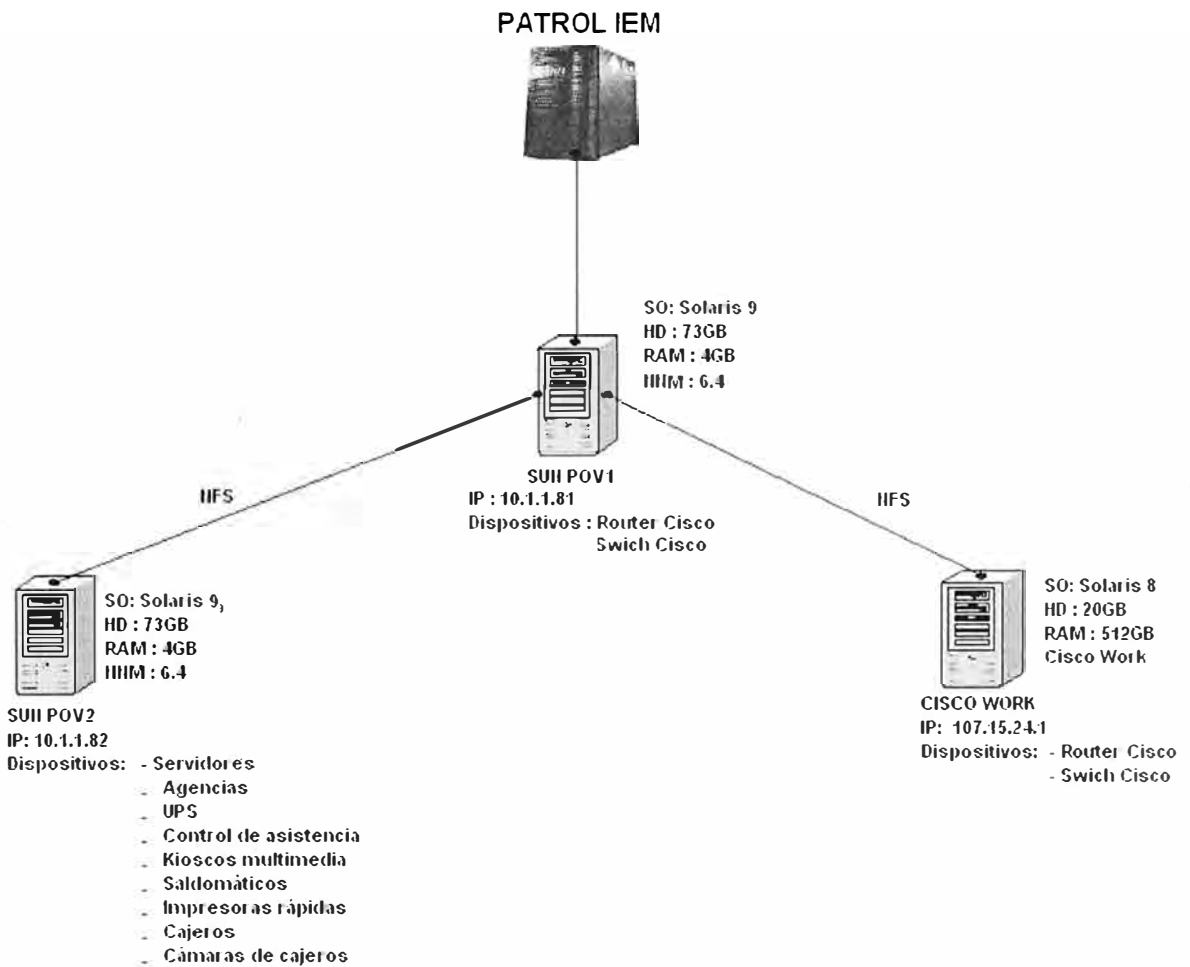 PATROL IEM
SO: Solaris 9
HD : 73GB
RAM : 4GB
NNM : 6.4
SUN POV1
IP : 10.1.1.81
Dispositivos : Router Cisco
Swich Cisco
NFS
NFS
SO: Solaris 9
HD : 73GB
RAM : 4GB
NNM : 6.4
SUN POV2
IP: 10.1.1.82
Dispositivos: - Servidores
- Agencias
- UPS
- Control de asistencia
- Kioscos multimedia
- Saldomáticos
- Impresoras rápidas
- Cajeros
- Cámaras de cajeros
SO: Solaris 8
HD : 20GB
RAM : 512GB
Cisco Work
CISCO WORK
IP: 107.15.24.1
Dispositivos: - Router Cisco
- Swich Cisco